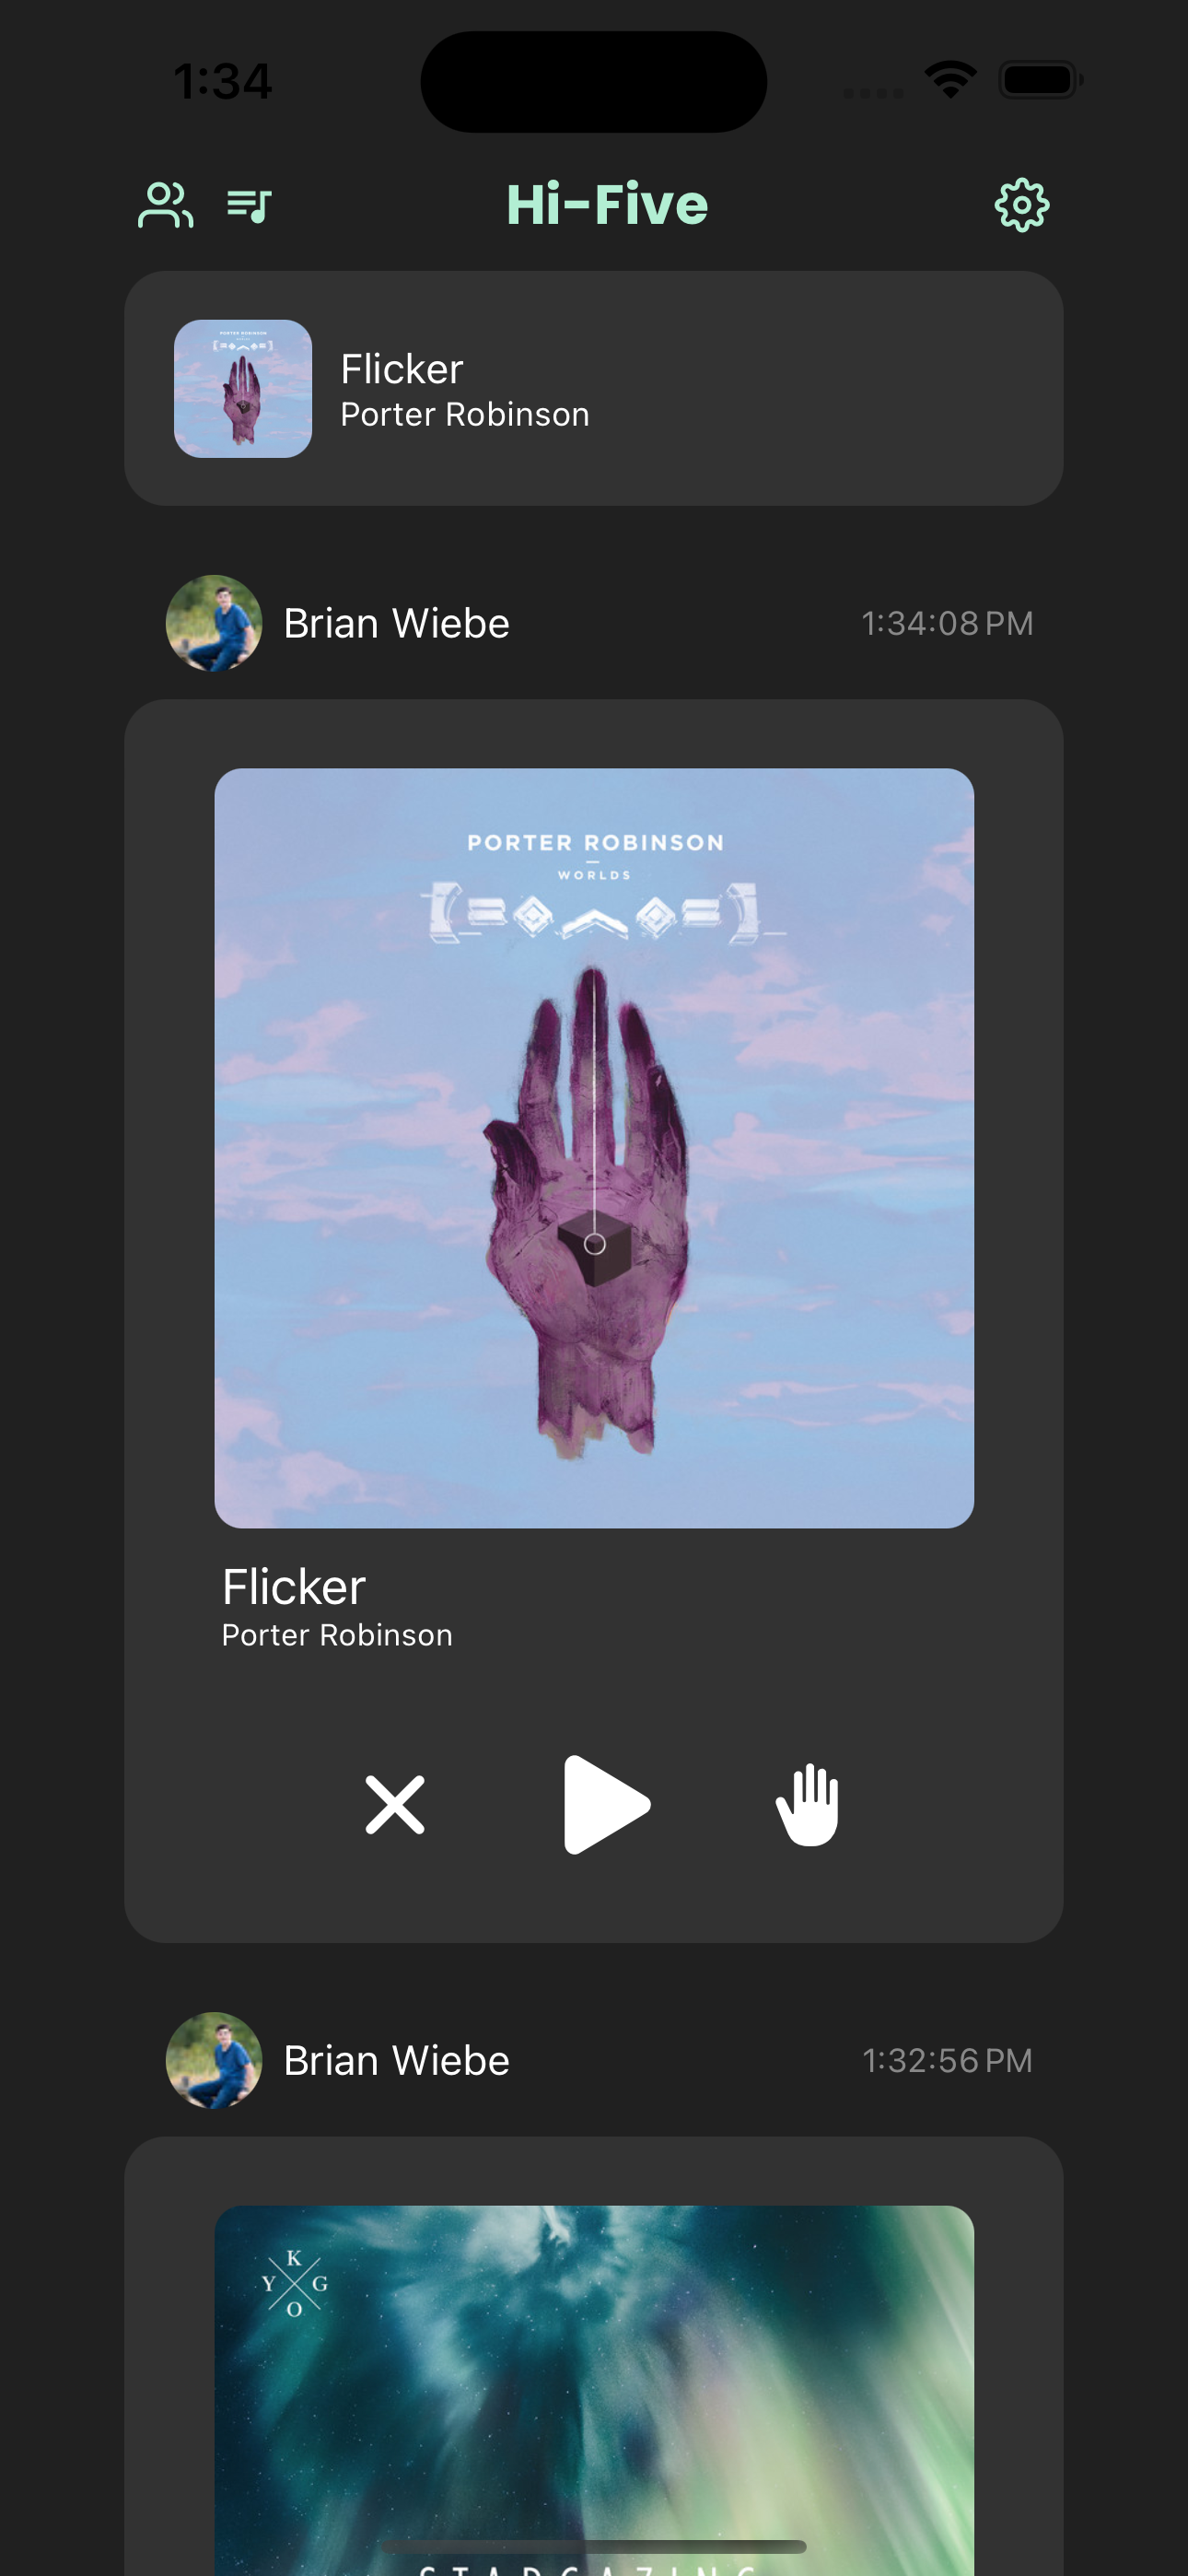 1:34
Hi-Five
Flicker
Porter Robinson
Brian Wiebe
1:34:08 PM
PORTER ROBINSON
WORLDS
Flicker
Porter Robinson
Brian Wiebe
1:32:56 PM
K
Y G
O
STARGAZING